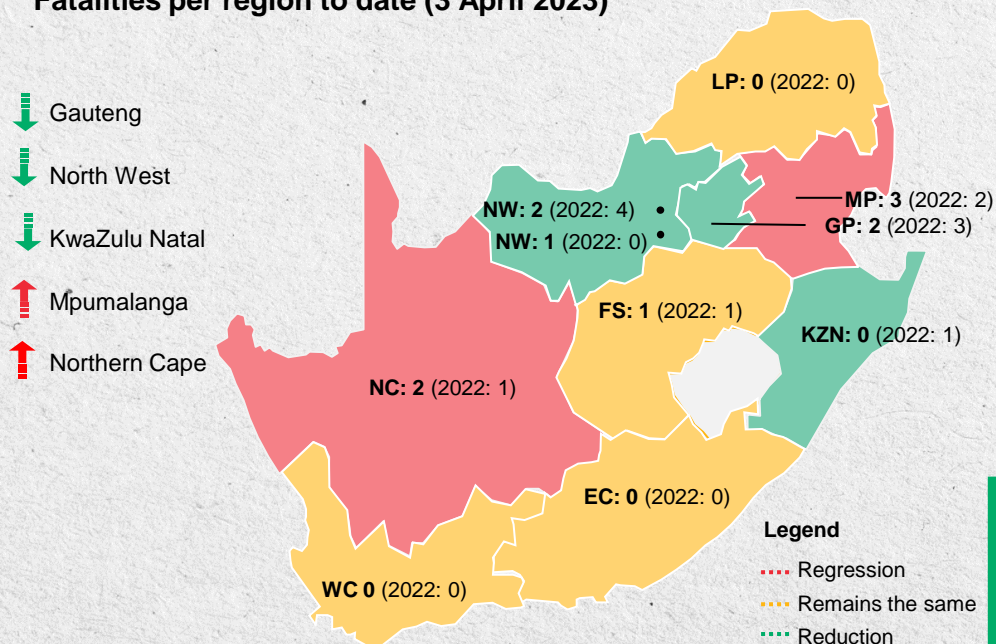 Fatalities per region to date (3 April 2023)
Gauteng
North West
KwaZulu Natal
Mpumalanga
Northern Cape
LP: 0 (2022: 0)
MP: 3 (2022: 2)
NW: 2 (2022: 4)
GP: 2 (2022: 3)
NW: 1 (2022: 0)
FS: 1 (2022: 1)
KZN: 0 (2022: 1)
NC: 2 (2022: 1)
EC: 0 (2022: 0)
WC 0 (2022: 0)
Legend
Regression
Remains the same
Reduction